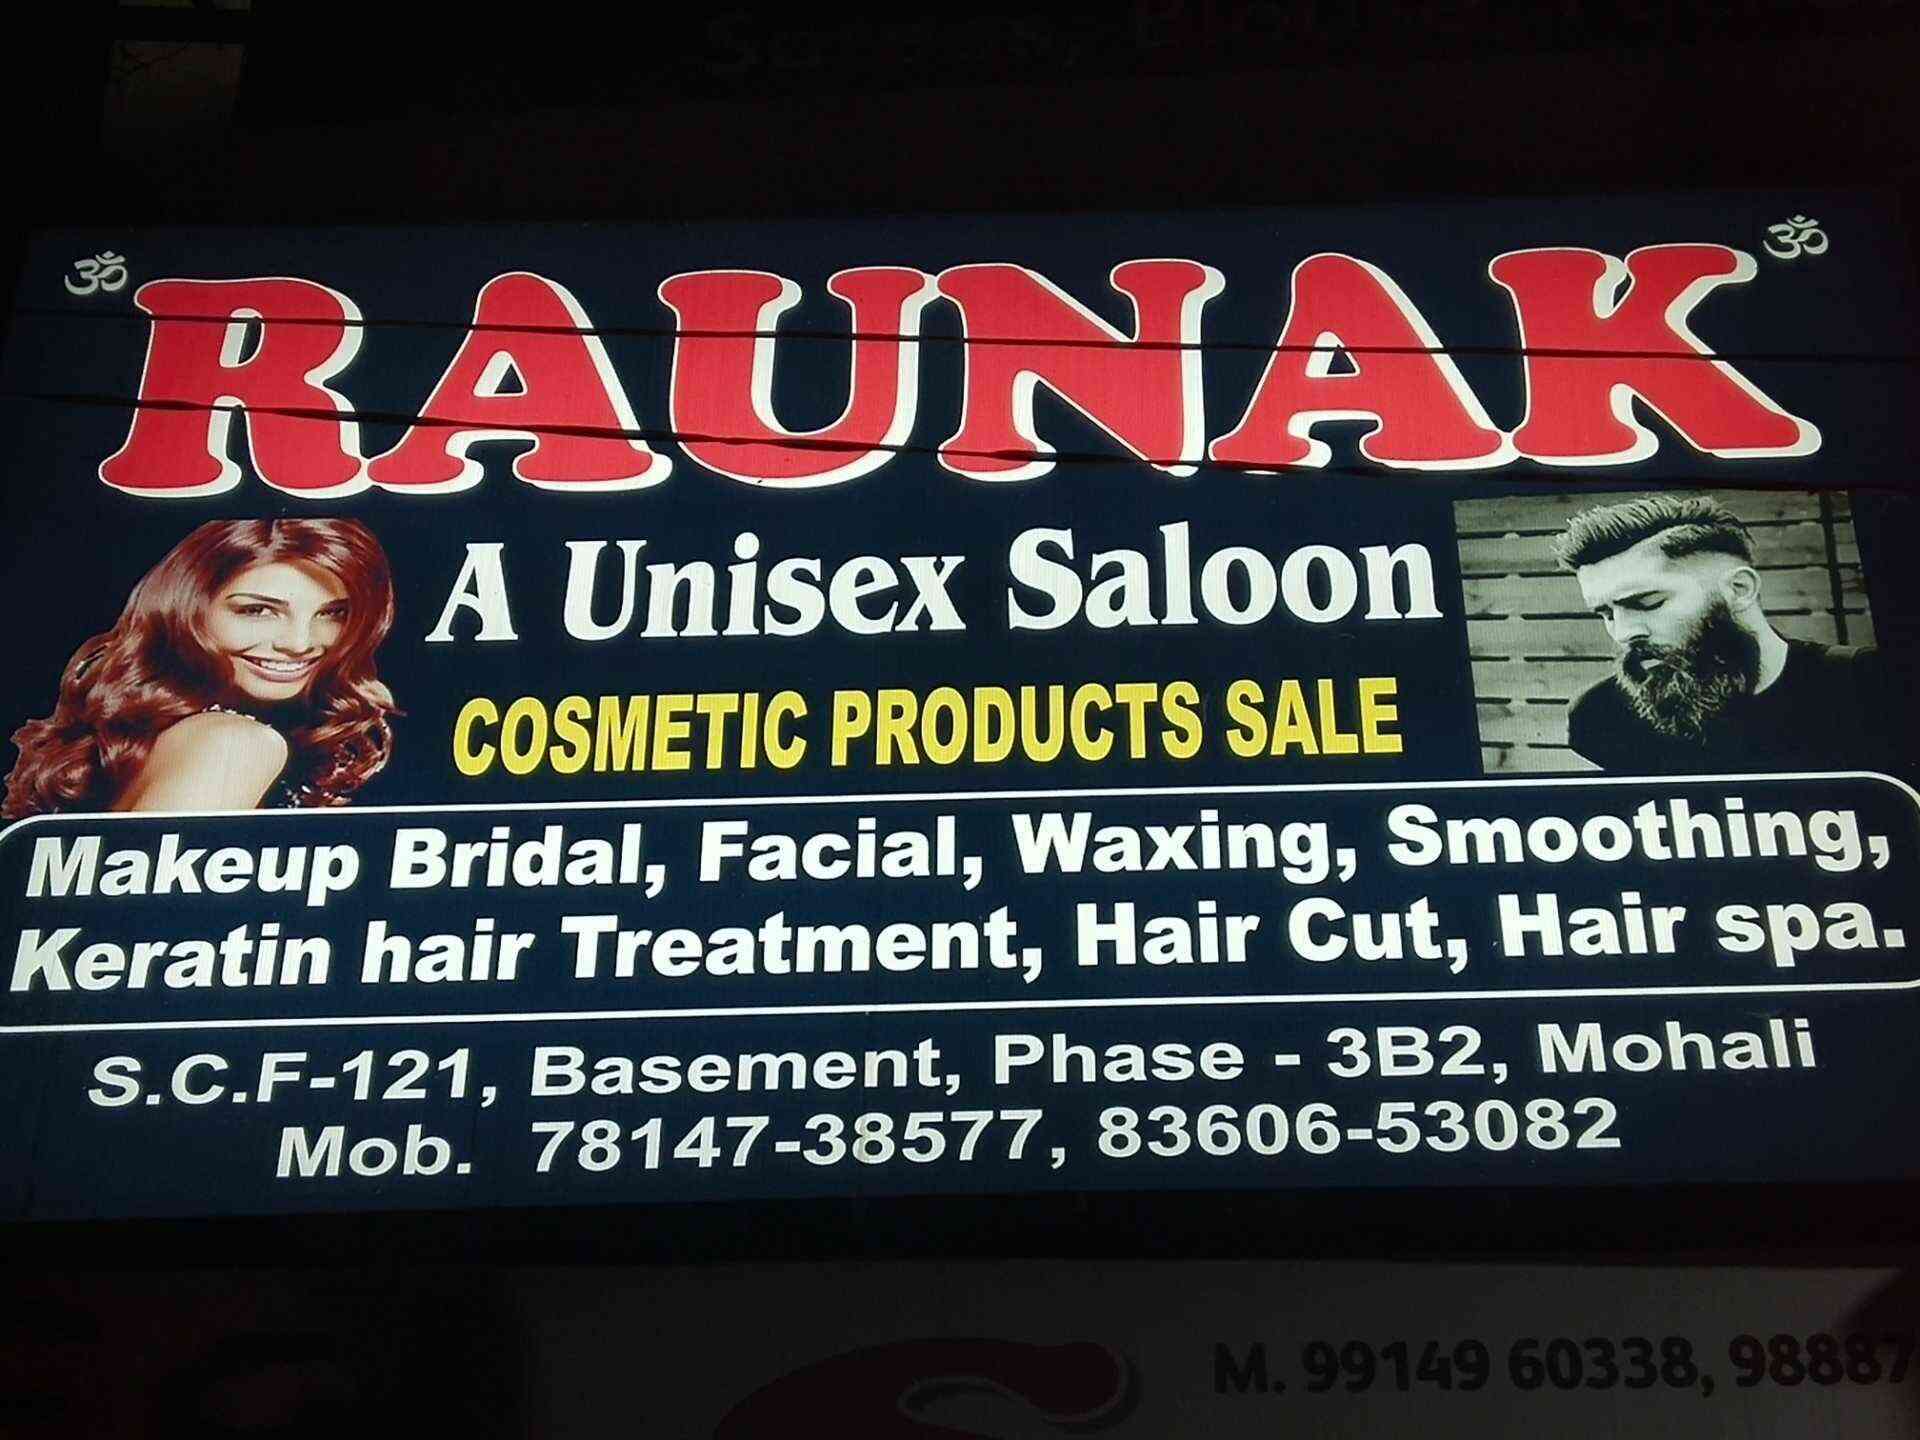 ॐ RAUNAK ॐ
A Unisex Saloon
COSMETIC PRODUCTS SALE
Makeup Bridal, Facial, Waxing, Smoothing,
Keratin hair Treatment, Hair Cut, Hair spa.
S.C.F-121, Basement, Phase - 3B2, Mohali
Mob. 78147-38577, 83606-53082
M. 99149 60338, 98887